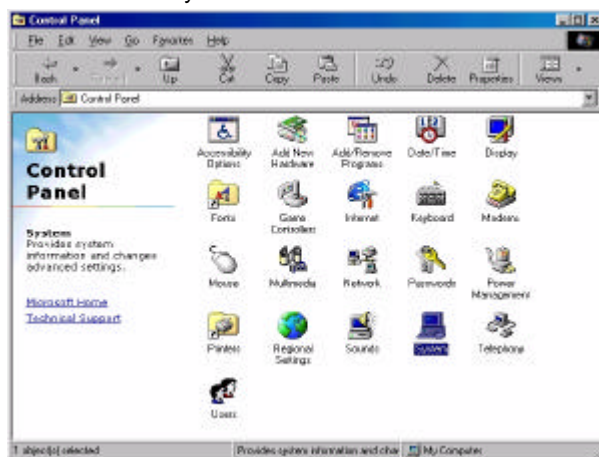 Control Panel
File Edit View Go Favorites Help
Back Up Cut Copy Paste Undo Delete Properties Views
Address Control Panel
Control
Panel
System
Provides system
information and changes
advanced settings.
Microsoft Home
Technical Support
Accessibility
Options
Add New
Hardware
Add/Remove
Programs
Date/Time
Display
Fonts
Game
Controllers
Internet
Keyboard
Modems
Mouse
Multimedia
Network
Passwords
Power
Management
Printers
Regional
Settings
Sounds
System
Telephony
Users
1 object(s) selected
Provides system information and char
My Computer